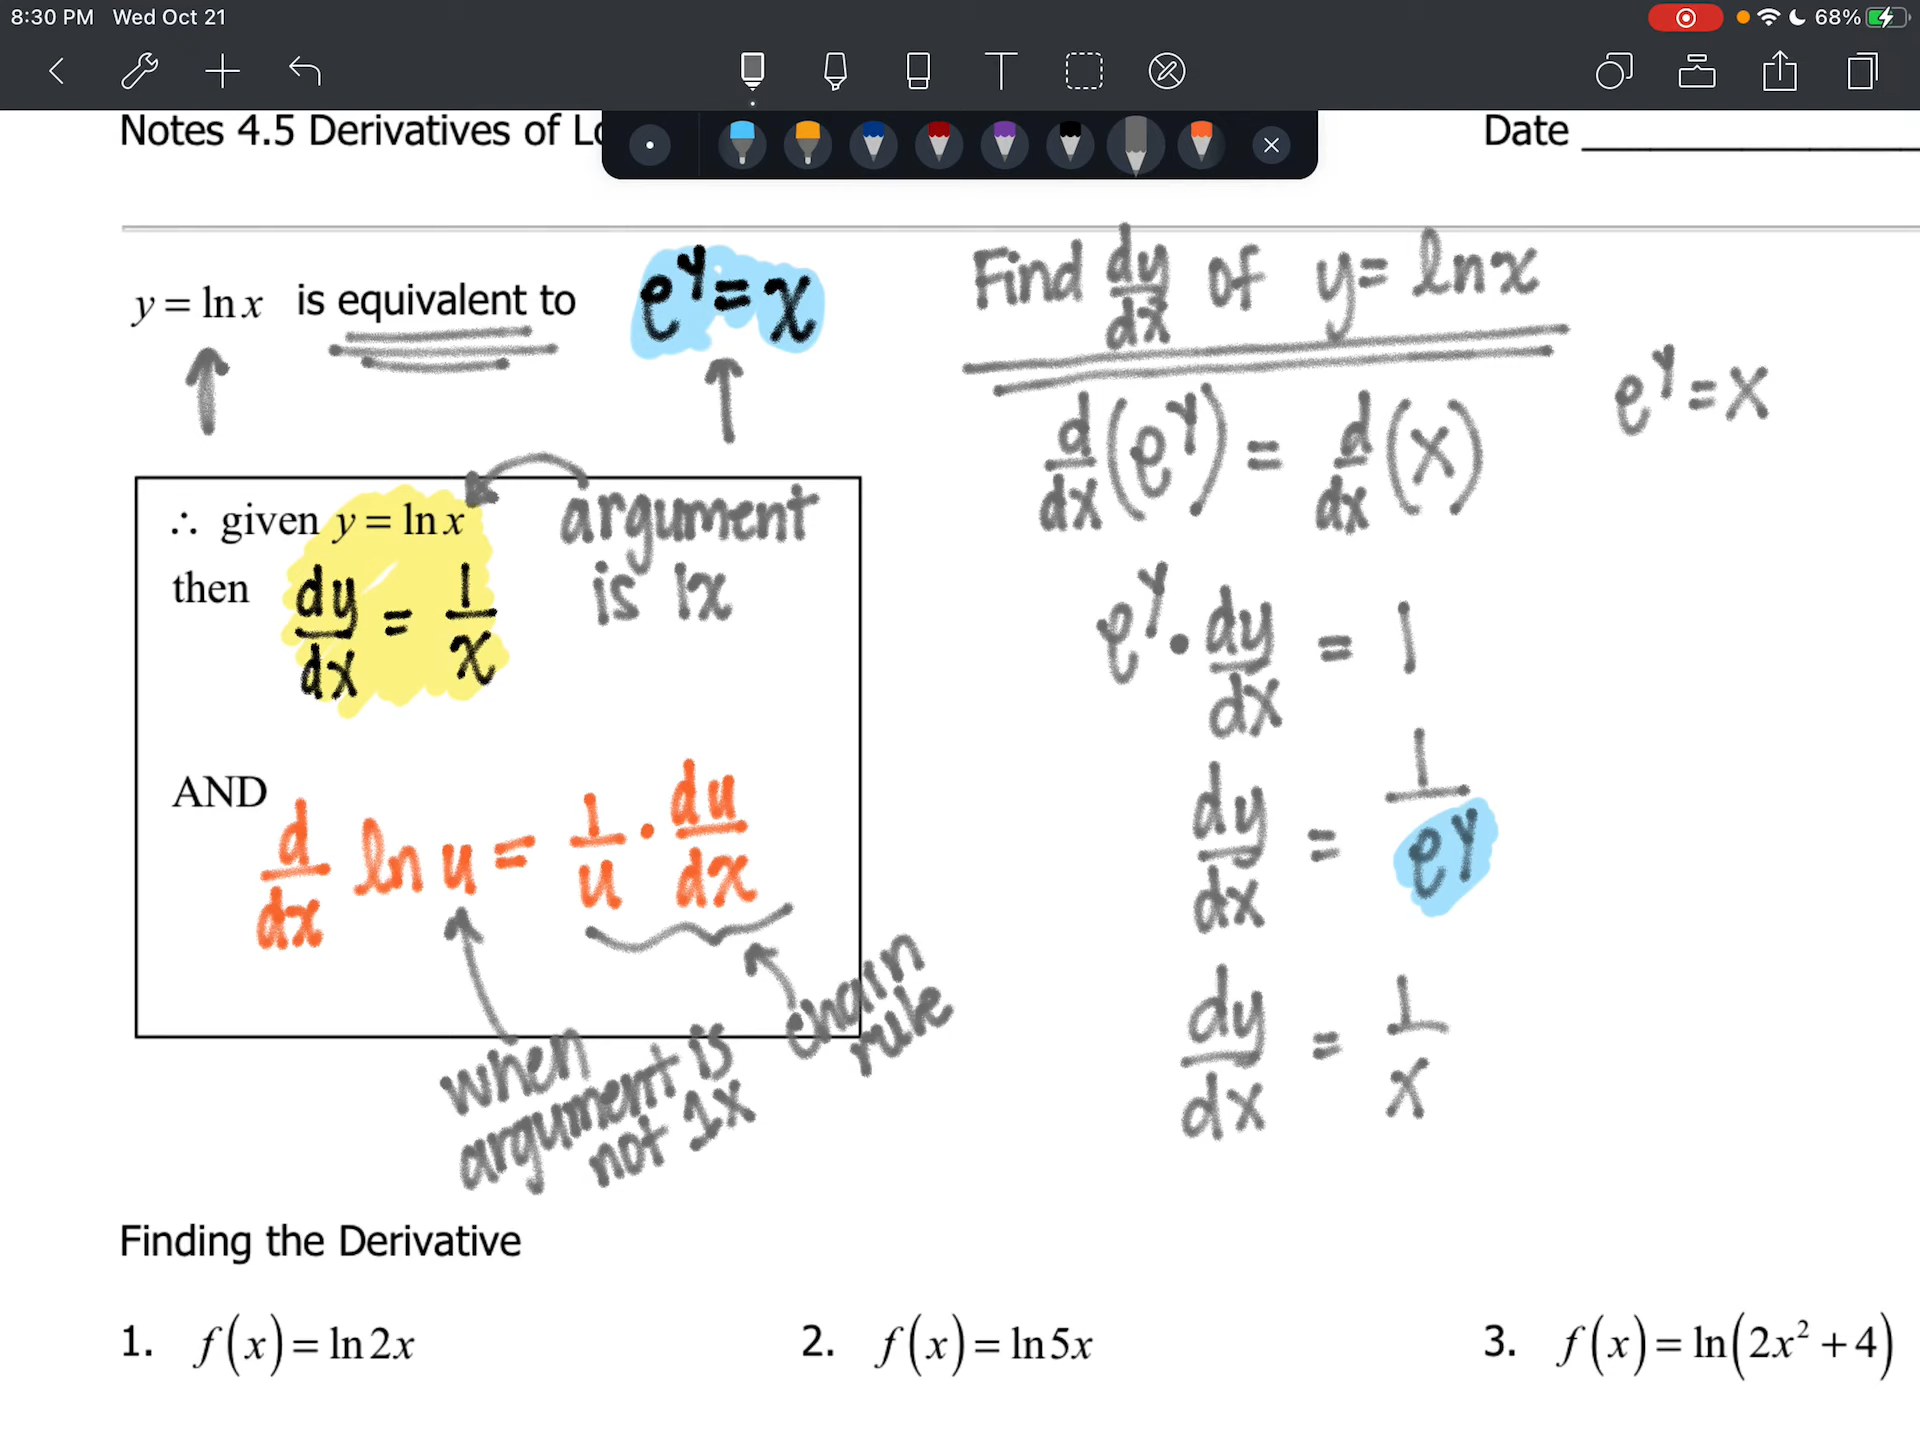 8:30 PM Wed Oct 21
68%
T
Notes 4.5 Derivatives of
Date
y = ln x is equivalent to e^y = x
∴ given y = ln x
then dy/dx = 1/x
argument
is 1x
AND
d/dx ln u = 1/u · du/dx
when
argument is
not 1x
chain
rule
Find dy/dx of y = ln x
e^y = x
d/dx (e^y) = d/dx (x)
e^y · dy/dx = 1
dy/dx = 1/e^y
dy/dx = 1/x
Finding the Derivative
1. f(x) = ln 2x
2. f(x) = ln 5x
3. f(x) = ln(2x² + 4)